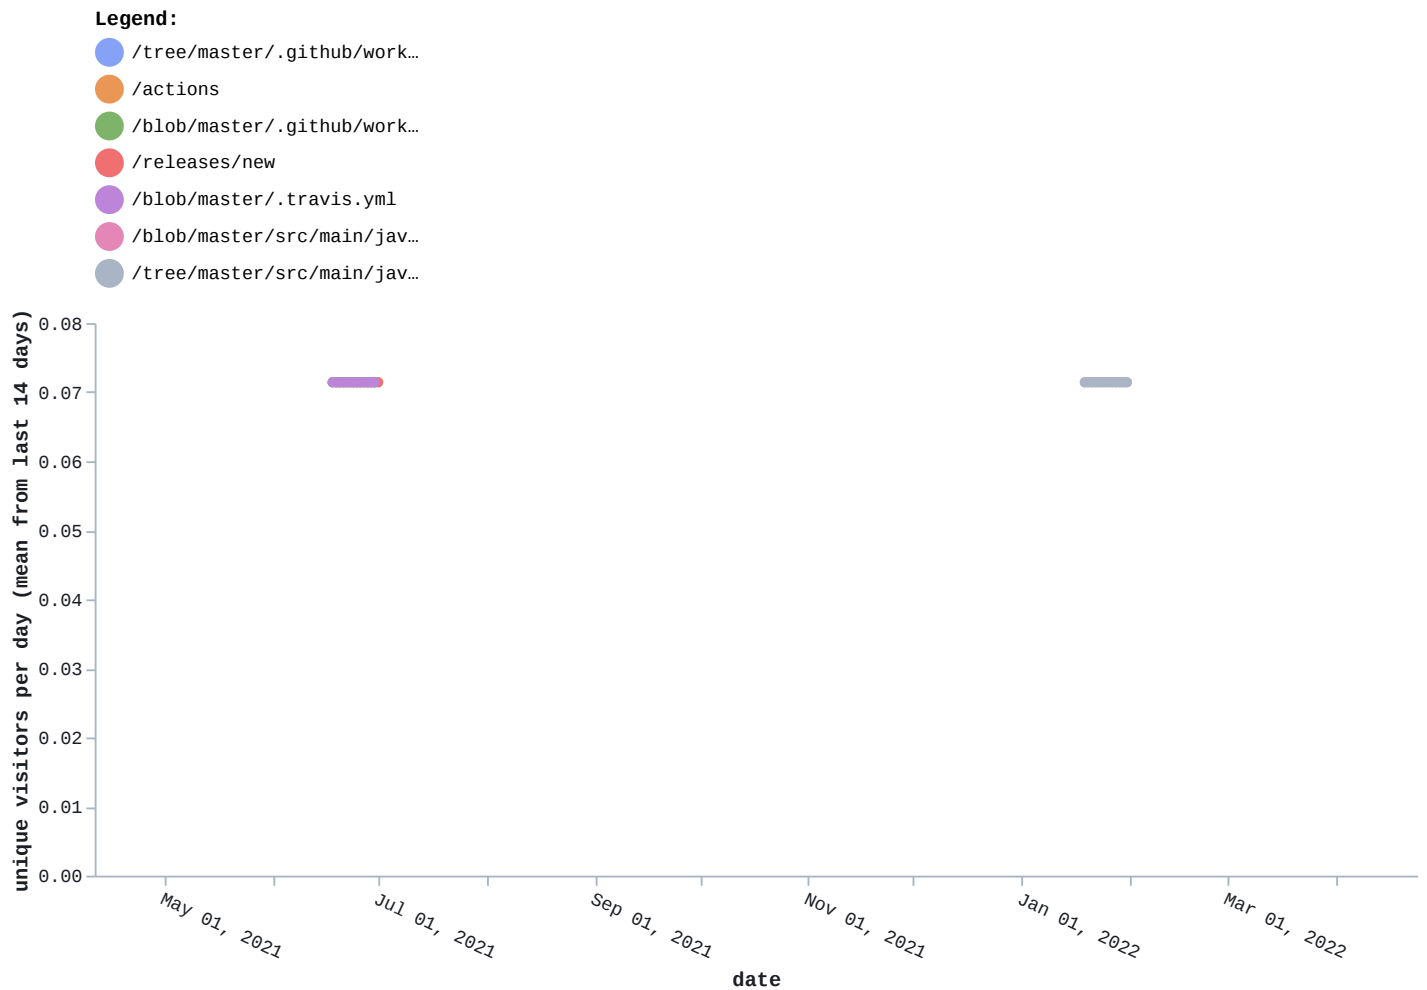 Legend:
/tree/master/.github/work…
/actions
/blob/master/.github/work…
/releases/new
/blob/master/.travis.yml
/blob/master/src/main/jav…
/tree/master/src/main/jav…
unique visitors per day (mean from last 14 days)
0.08
0.07
0.06
0.05
0.04
0.03
0.02
0.01
0.00
May 01, 2021
Jul 01, 2021
Sep 01, 2021
Nov 01, 2021
Jan 01, 2022
Mar 01, 2022
date